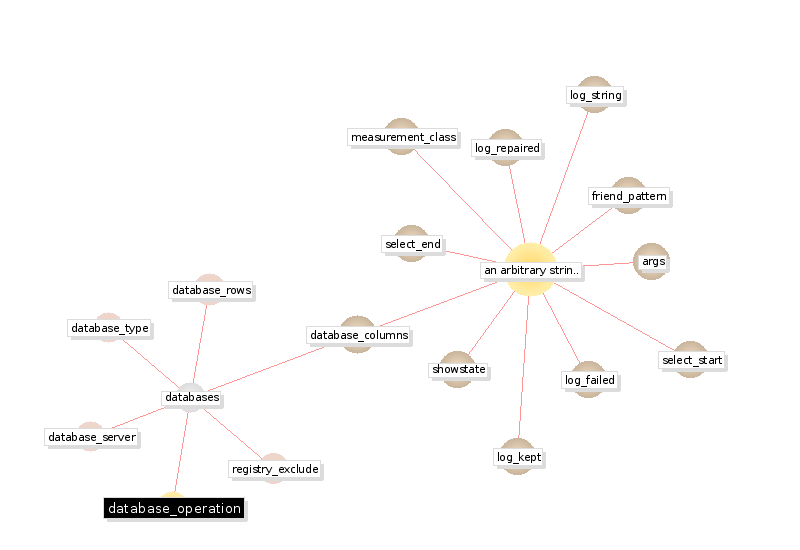 log_string
measurement_class
log_repaired
friend_pattern
select_end
args
an arbitrary strin..
database_rows
database_type
database_columns
select_start
showstate
log_failed
databases
database_server
log_kept
registry_exclude
database_operation